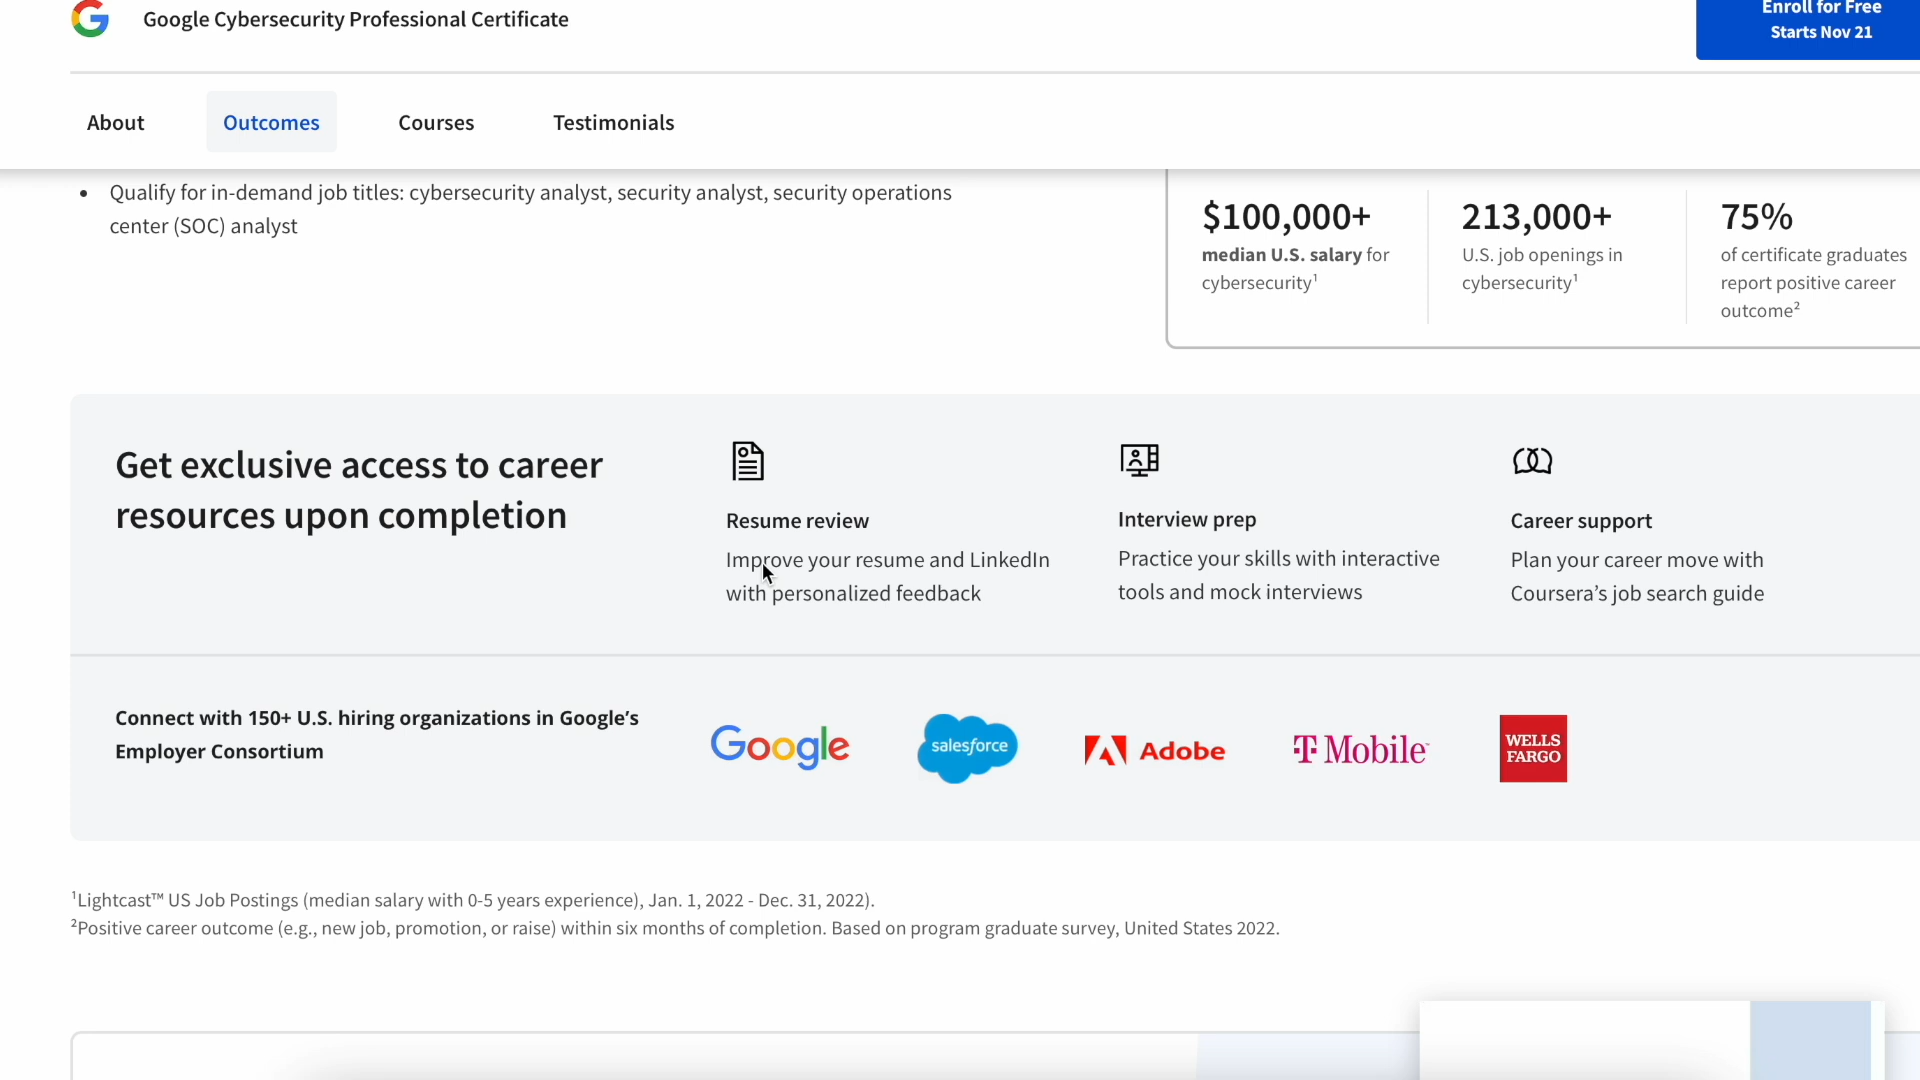 Google Cybersecurity Professional Certificate
Enroll for Free
Starts Nov 21
About
Outcomes
Courses
Testimonials
• Qualify for in-demand job titles: cybersecurity analyst, security analyst, security operations
center (SOC) analyst
$100,000+
median U.S. salary for
cybersecurity¹
213,000+
U.S. job openings in
cybersecurity¹
75%
of certificate graduates
report positive career
outcome²
Get exclusive access to career
resources upon completion
Resume review
Improve your resume and LinkedIn
with personalized feedback
Interview prep
Practice your skills with interactive
tools and mock interviews
Career support
Plan your career move with
Coursera’s job search guide
Connect with 150+ U.S. hiring organizations in Google’s
Employer Consortium
Google
salesforce
Adobe
T Mobile
WELLS
FARGO
¹Lightcast™ US Job Postings (median salary with 0-5 years experience), Jan. 1, 2022 - Dec. 31, 2022).
²Positive career outcome (e.g., new job, promotion, or raise) within six months of completion. Based on program graduate survey, United States 2022.